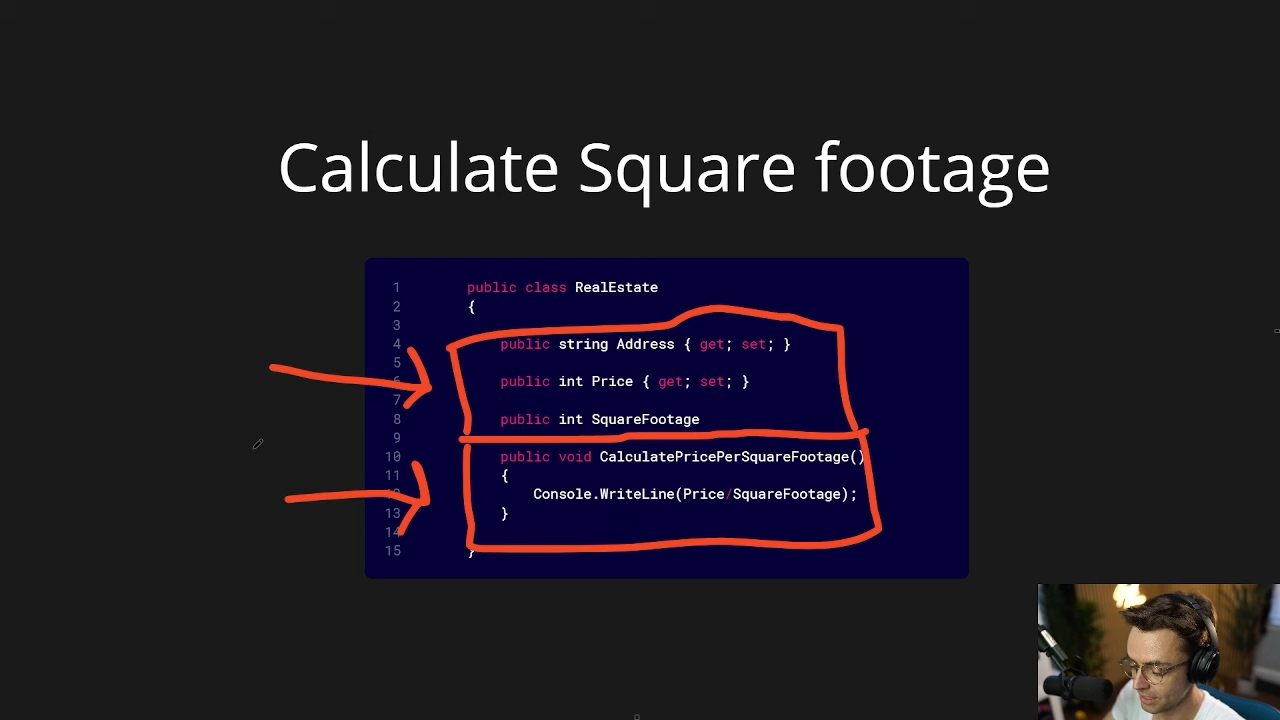 Calculate Square footage
1 public class RealEstate
2 {
3
4 public string Address { get; set; }
5
6 public int Price { get; set; }
7
8 public int SquareFootage
9
10 public void CalculatePricePerSquareFootage()
11 {
12 Console.WriteLine(Price/SquareFootage);
13 }
14
15 }